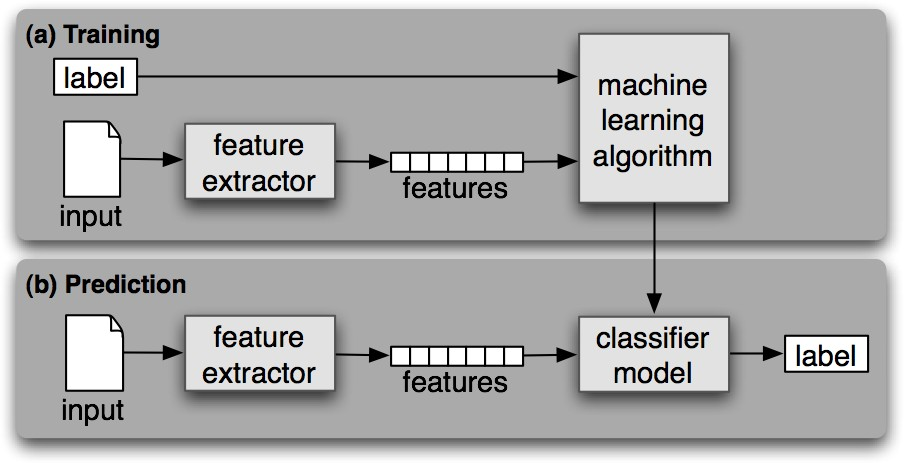 (a) Training
label
machine
learning
algorithm
feature
extractor
features
input
(b) Prediction
feature
extractor
features
input
classifier
model
label